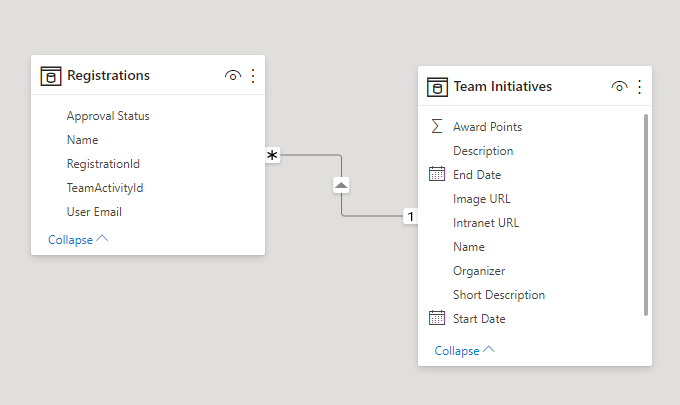 Registrations
Approval Status
Name
RegistrationId
TeamActivityId
User Email
Collapse
*
1
Team Initiatives
Award Points
Description
End Date
Image URL
Intranet URL
Name
Organizer
Short Description
Start Date
Collapse